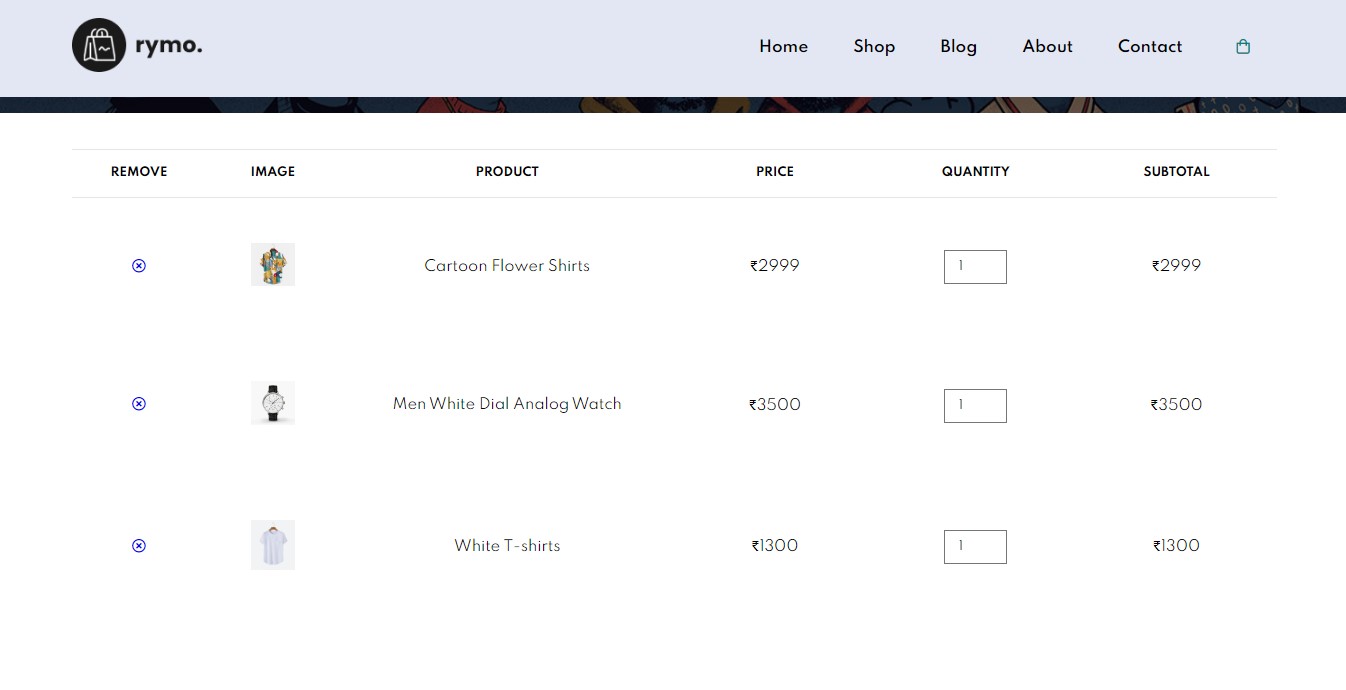 rymo.
Home Shop Blog About Contact
REMOVE IMAGE PRODUCT PRICE QUANTITY SUBTOTAL
Cartoon Flower Shirts ₹2999 1 ₹2999
Men White Dial Analog Watch ₹3500 1 ₹3500
White T-shirts ₹1300 1 ₹1300